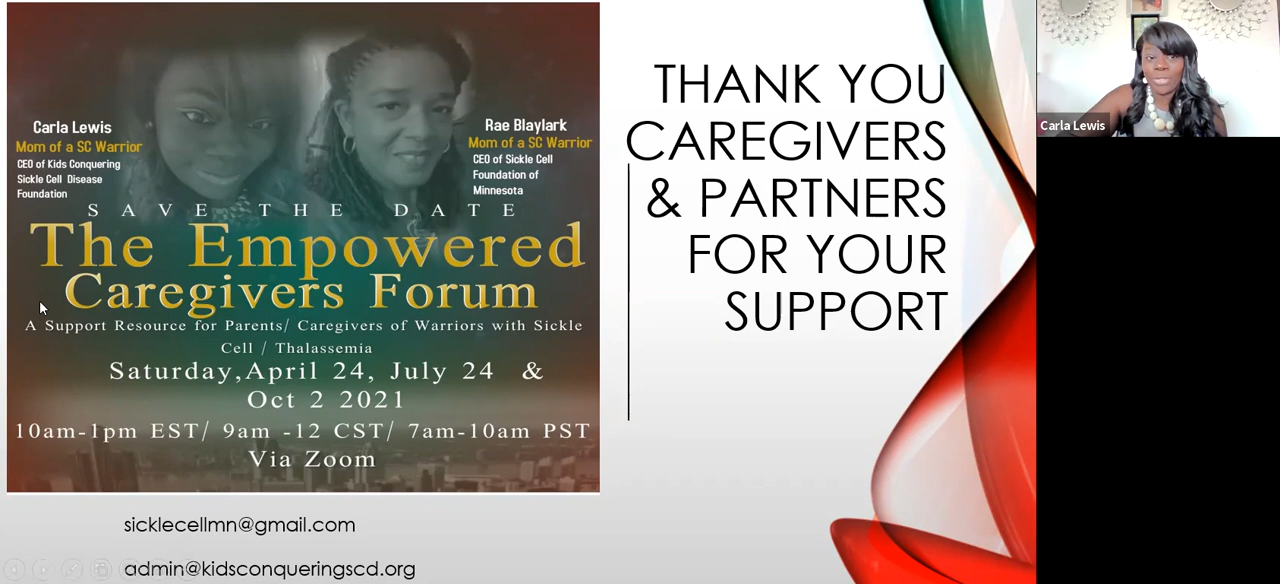 Carla Lewis
Mom of a SC Warrior
CEO of Kids Conquering
Sickle Cell Disease
Foundation
Rae Blaylark
Mom of a SC Warrior
CEO of Sickle Cell
Foundation of
Minnesota
SAVE THE DATE
The Empowered
Caregivers Forum
A Support Resource for Parents/ Caregivers of Warriors with Sickle
Cell / Thalassemia
Saturday,April 24, July 24 &
Oct 2 2021
10am-1pm EST/ 9am -12 CST/ 7am-10am PST
Via Zoom
sicklecellmn@gmail.com
admin@kidsconqueringscd.org
THANK YOU
CAREGIVERS
& PARTNERS
FOR YOUR
SUPPORT
Carla Lewis